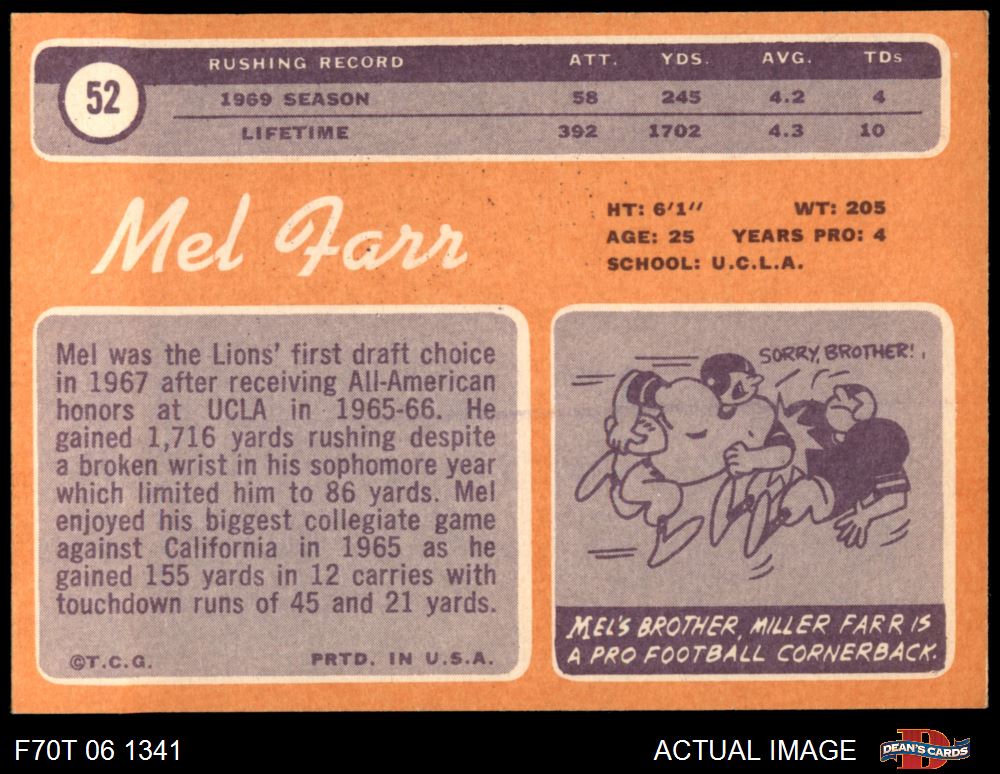 52
RUSHING RECORD ATT. YDS. AVG. TDs
1969 SEASON 58 245 4.2 4
LIFETIME 392 1702 4.3 10
Mel Farr
HT: 6'1" WT: 205
AGE: 25 YEARS PRO: 4
SCHOOL: U.C.L.A.
Mel was the Lions' first draft choice
in 1967 after receiving All-American
honors at UCLA in 1965-66. He
gained 1,716 yards rushing despite
a broken wrist in his sophomore year
which limited him to 86 yards. Mel
enjoyed his biggest collegiate game
against California in 1965 as he
gained 155 yards in 12 carries with
touchdown runs of 45 and 21 yards.
©T.C.G. PRTD. IN U.S.A.
SORRY, BROTHER!
MEL'S BROTHER, MILLER FARR IS
A PRO FOOTBALL CORNERBACK.
F70T 06 1341 ACTUAL IMAGE DEAN'S CARDS